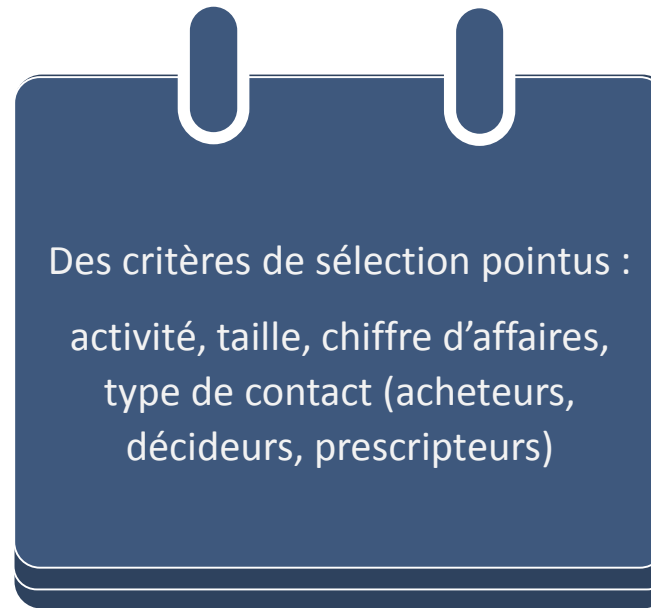 Des critères de sélection pointus :
activité, taille, chiffre d’affaires,
type de contact (acheteurs,
décideurs, prescripteurs)